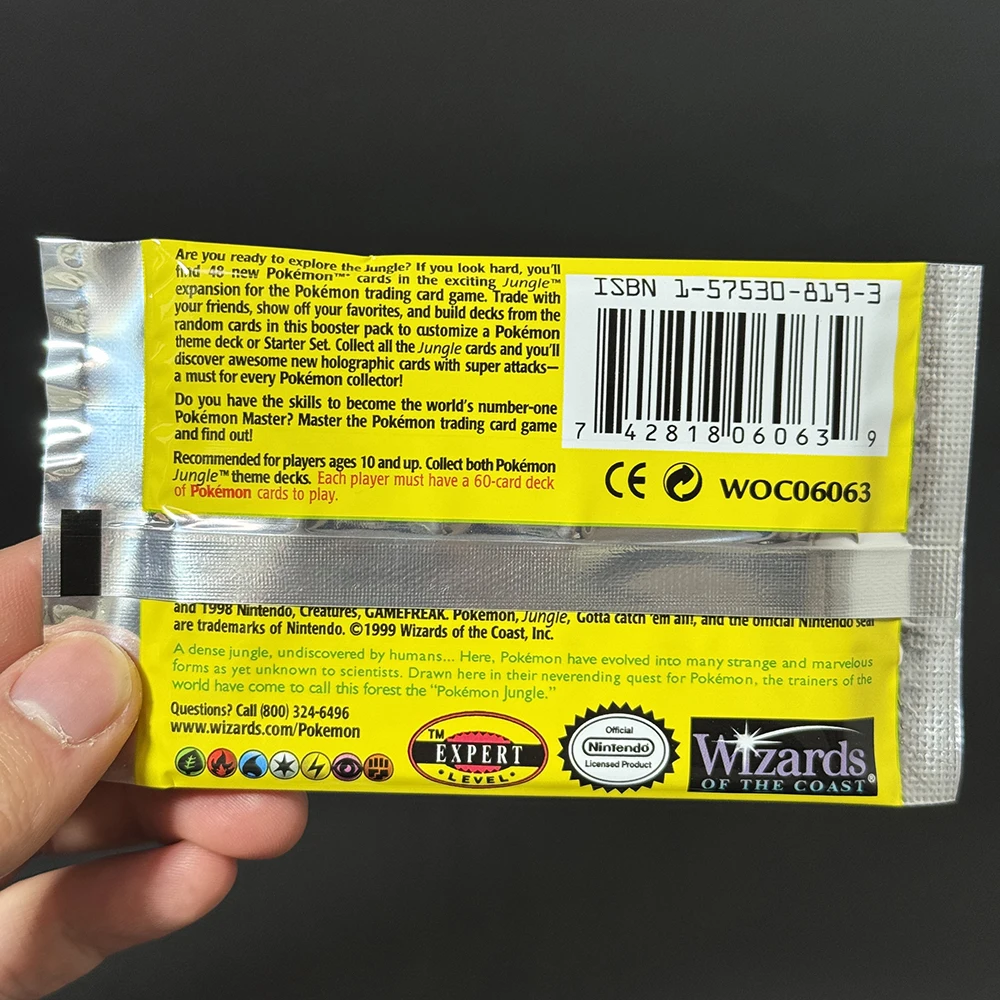 Are you ready to explore the Jungle? If you look hard, you'll
find 48 new Pokémon™ cards in the exciting Jungle™
expansion for the Pokémon trading card game. Trade with
your friends, show off your favorites, and build decks from the
random cards in this booster pack to customize a Pokémon
theme deck or Starter Set. Collect all the Jungle cards and you'll
discover awesome new holographic cards with super attacks—
a must for every Pokémon collector!
Do you have the skills to become the world's number-one
Pokémon Master? Master the Pokémon trading card game
and find out!
Recommended for players ages 10 and up. Collect both Pokémon
Jungle™ theme decks. Each player must have a 60-card deck
of Pokémon cards to play.
ISBN 1-57530-819-3
7 42818 06063 9
CE WOC06063
and 1998 Nintendo, Creatures, GAMEFREAK. Pokémon, Jungle, Gotta catch 'em all!, and the official Nintendo seal
are trademarks of Nintendo. ©1999 Wizards of the Coast, Inc.
A dense jungle, undiscovered by humans... Here, Pokémon have evolved into many strange and marvelous
forms as yet unknown to scientists. Drawn here in their neverending quest for Pokémon, the trainers of the
world have come to call this forest the "Pokémon Jungle."
Questions? Call (800) 324-6496
www.wizards.com/Pokemon
TM
EXPERT
• LEVEL •
Official
Nintendo
Licensed Product
Wizards
OF THE COAST®